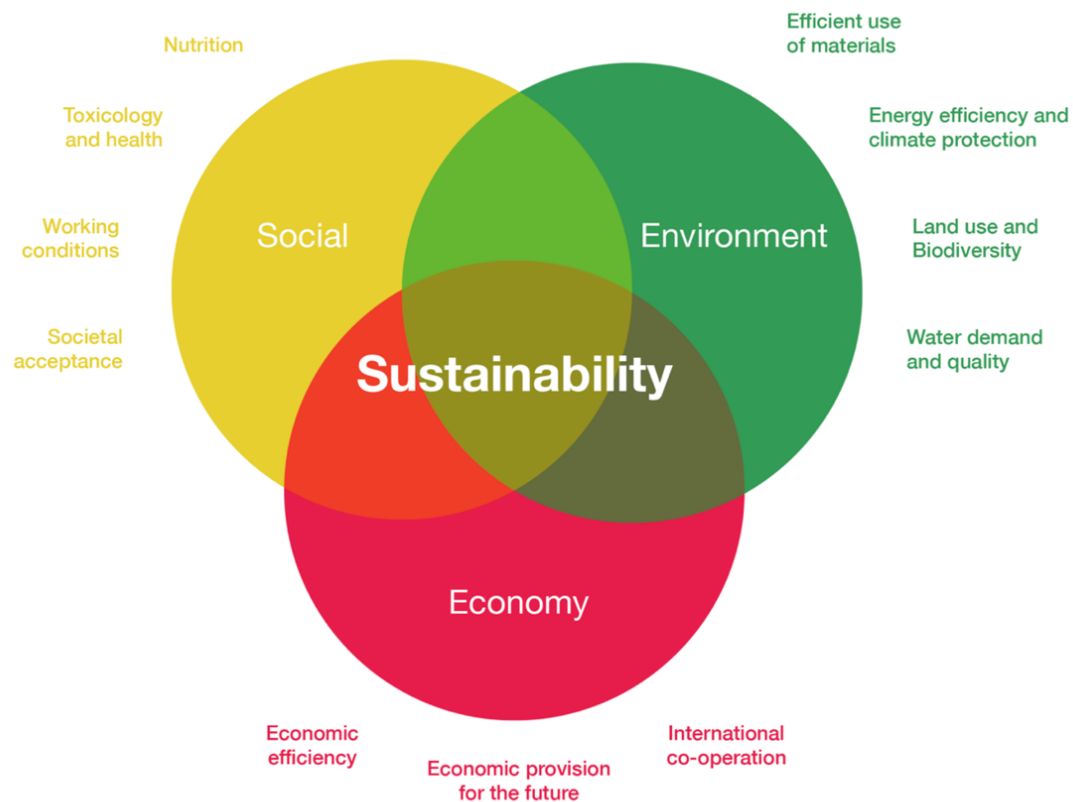 Nutrition
Toxicology
and health
Working
conditions
Societal
acceptance
Social
Efficient use
of materials
Energy efficiency and
climate protection
Land use and
Biodiversity
Water demand
and quality
Environment
Sustainability
Economy
Economic
efficiency
Economic provision
for the future
International
co-operation